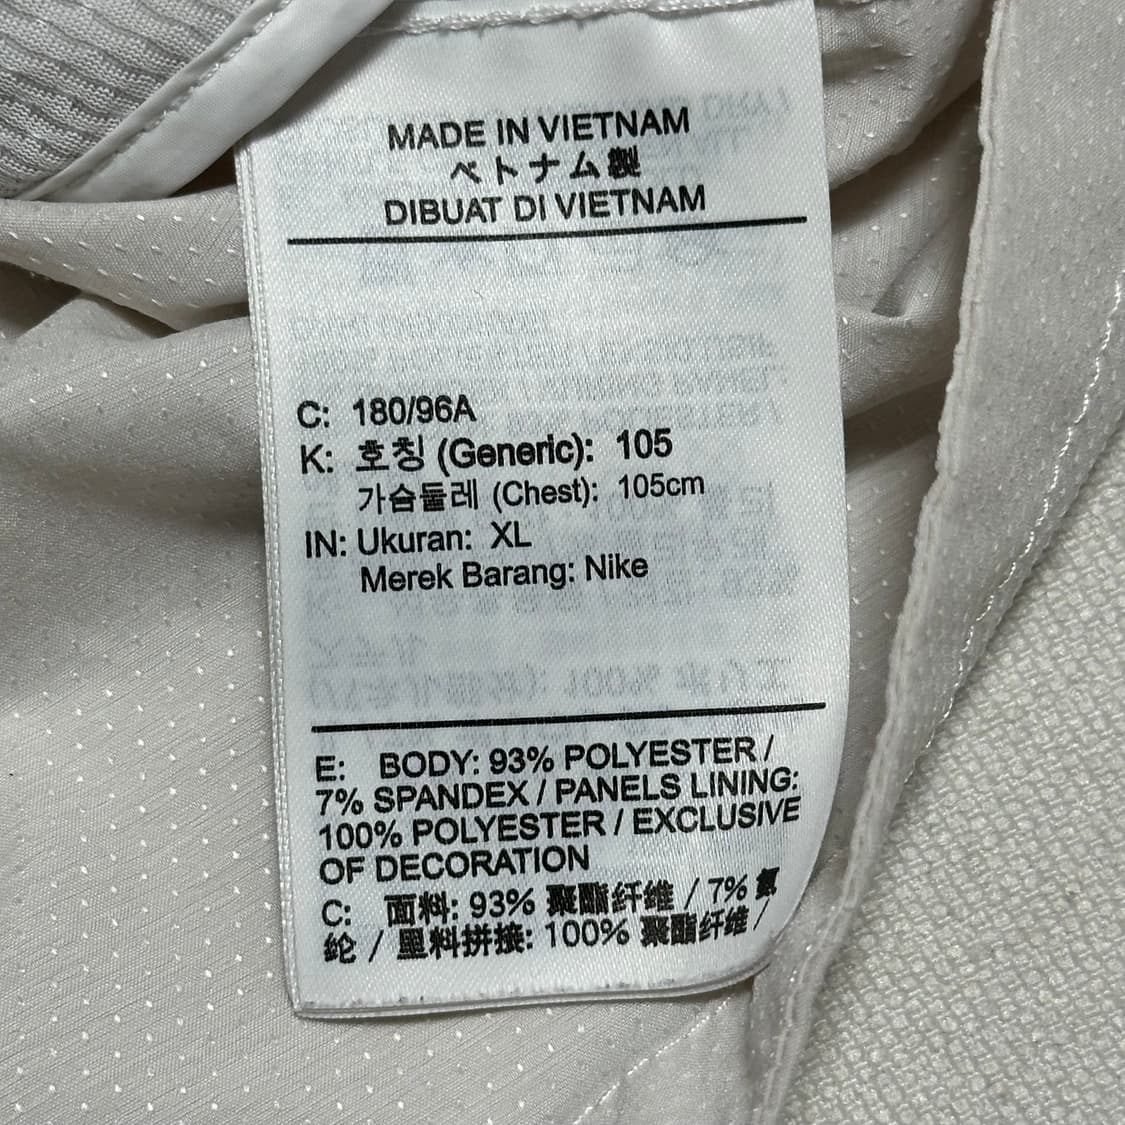 MADE IN VIETNAM
ベトナム製
DIBUAT DI VIETNAM
C: 180/96A
K: 호칭 (Generic): 105
가슴둘레 (Chest): 105cm
IN: Ukuran: XL
Merek Barang: Nike
E: BODY: 93% POLYESTER /
7% SPANDEX / PANELS LINING:
100% POLYESTER / EXCLUSIVE
OF DECORATION
C: 面料: 93% 聚酯纤维 / 7% 氨
纶 / 里料拼接: 100% 聚酯纤维 /